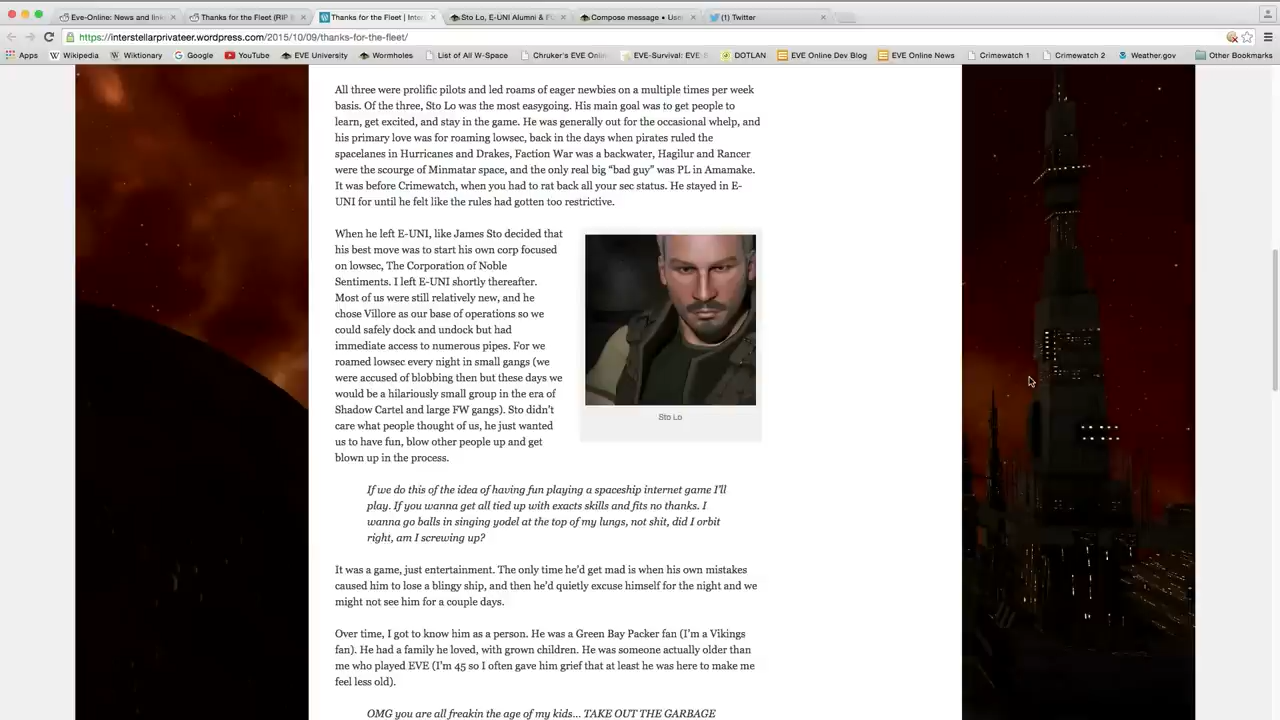 Eve-Online: News and link
Thanks for the Fleet (RIP
Thanks for the Fleet | Inte
Sto Lo, E-UNI Alumni & F
Compose message • Use
Twitter
https://interstellarprivateer.wordpress.com/2015/10/09/thanks-for-the-fleet/
Apps
Wikipedia
Wiktionary
Google
YouTube
EVE University
Wormholes
List of All W-Space
Chruker's EVE Onli
EVE-Survival
DOTLAN
EVE Online Dev Blog
EVE Online News
Crimewatch 1
Crimewatch 2
Weather.gov
Other Bookmarks
All three were prolific pilots and led roams of eager newbies on a multiple times per week
basis. Of the three, Sto Lo was the most easygoing. His main goal was to get people to
learn, get excited, and stay in the game. He was generally out for the occasional whelp, and
his primary love was for roaming lowsec, back in the days when pirates ruled the
spacelanes in Hurricanes and Drakes, Faction War was a backwater, Hagilur and Rancer
were the scourge of Minmatar space, and the only real big “bad guy” was PL in Amamake.
It was before Crimewatch, when you had to rat back all your sec status. He stayed in E-
UNI for until he felt like the rules had gotten too restrictive.
When he left E-UNI, like James Sto decided that
his best move was to start his own corp focused
on lowsec, The Corporation of Noble
Sentiments. I left E-UNI shortly thereafter.
Most of us were still relatively new, and he
chose Villore as our base of operations so we
could safely dock and undock but had
immediate access to numerous pipes. For we
roamed lowsec every night in small gangs (we
were accused of blobbing then but these days we
would be a hilariously small group in the era of
Shadow Cartel and large FW gangs). Sto didn't
care what people thought of us, he just wanted
us to have fun, blow other people up and get
blown up in the process.
Sto Lo
If we do this of the idea of having fun playing a spaceship internet game I'll
play. If you wanna get all tied up with exacts skills and fits no thanks. I
wanna go balls in singing yodel at the top of my lungs, not shit, did I orbit
right, am I screwing up?
It was a game, just entertainment. The only time he'd get mad is when his own mistakes
caused him to lose a blingy ship, and then he'd quietly excuse himself for the night and we
might not see him for a couple days.
Over time, I got to know him as a person. He was a Green Bay Packer fan (I'm a Vikings
fan). He had a family he loved, with grown children. He was someone actually older than
me who played EVE (I'm 45 so I often gave him grief that at least he was here to make me
feel less old).
OMG you are all freakin the age of my kids... TAKE OUT THE GARBAGE